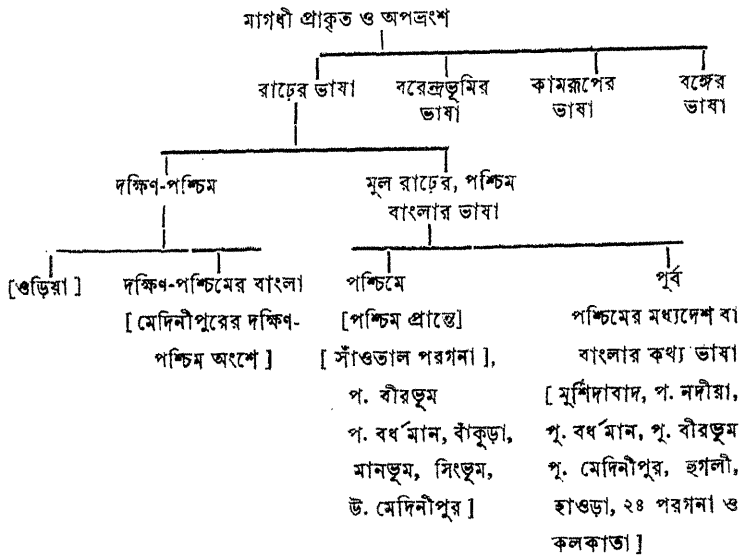 মাগধী প্রাকৃত ও অপভ্রংশ
রাঢ়ের ভাষা
বরেন্দ্রভূমির
ভাষা
কামরূপের
ভাষা
বঙ্গের
ভাষা
দক্ষিণ-পশ্চিম
মূল রাঢ়ের, পশ্চিম
বাংলার ভাষা
[ওড়িয়া]
দক্ষিণ-পশ্চিমের বাংলা
[ মেদিনীপুরের দক্ষিণ-
পশ্চিম অংশে ]
পশ্চিমে
[পশ্চিম প্রান্তে]
[ সাঁওতাল পরগনা ],
প. বীরভূম
প. বর্ধমান, বাঁকুড়া,
মানভূম, সিংভূম,
উ. মেদিনীপুর ]
পূর্ব
পশ্চিমের মধ্যদেশ বা
বাংলার কথ্য ভাষা
[ মুর্শিদাবাদ, প. নদীয়া,
পূ. বর্ধমান, পূ. বীরভূম
পূ. মেদিনীপুর, হুগলী,
হাওড়া, ২৪ পরগনা ও
কলকাতা ]